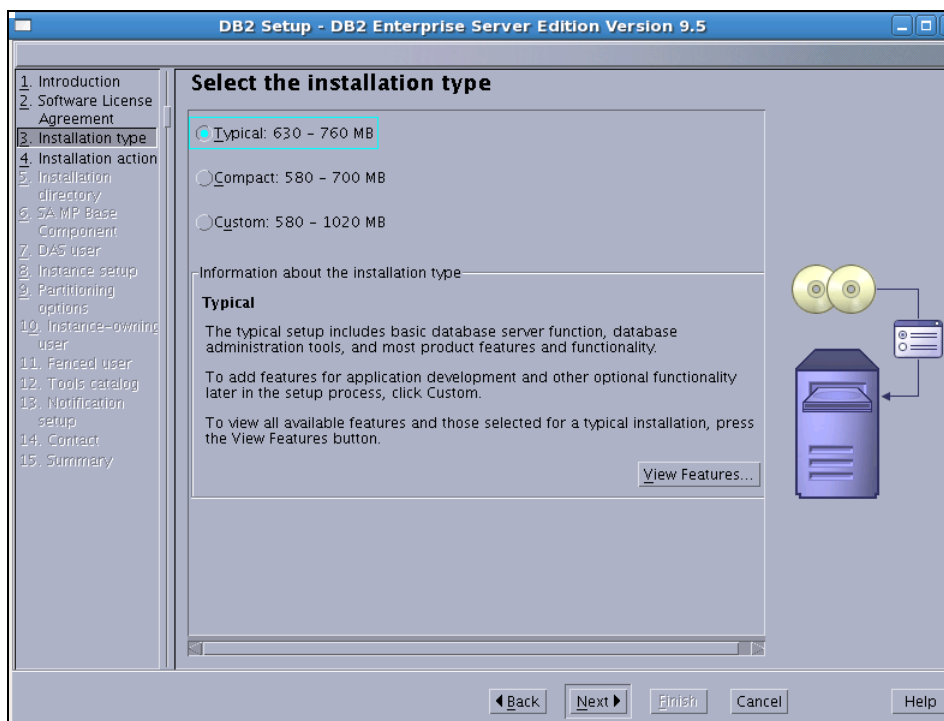 DB2 Setup - DB2 Enterprise Server Edition Version 9.5
1. Introduction
2. Software License
Agreement
3. Installation type
4. Installation action
5. Installation
directory
6. SA MP Base
Component
7. DAS user
8. Instance setup
9. Partitioning
options
10. Instance-owning
user
11. Fenced user
12. Tools catalog
13. Notification
setup
14. Contact
15. Summary
Select the installation type
Typical: 630 - 760 MB
Compact: 580 - 700 MB
Custom: 580 - 1020 MB
Information about the installation type
Typical
The typical setup includes basic database server function, database
administration tools, and most product features and functionality.
To add features for application development and other optional functionality
later in the setup process, click Custom.
To view all available features and those selected for a typical installation, press
the View Features button.
View Features...
Back
Next
Finish
Cancel
Help